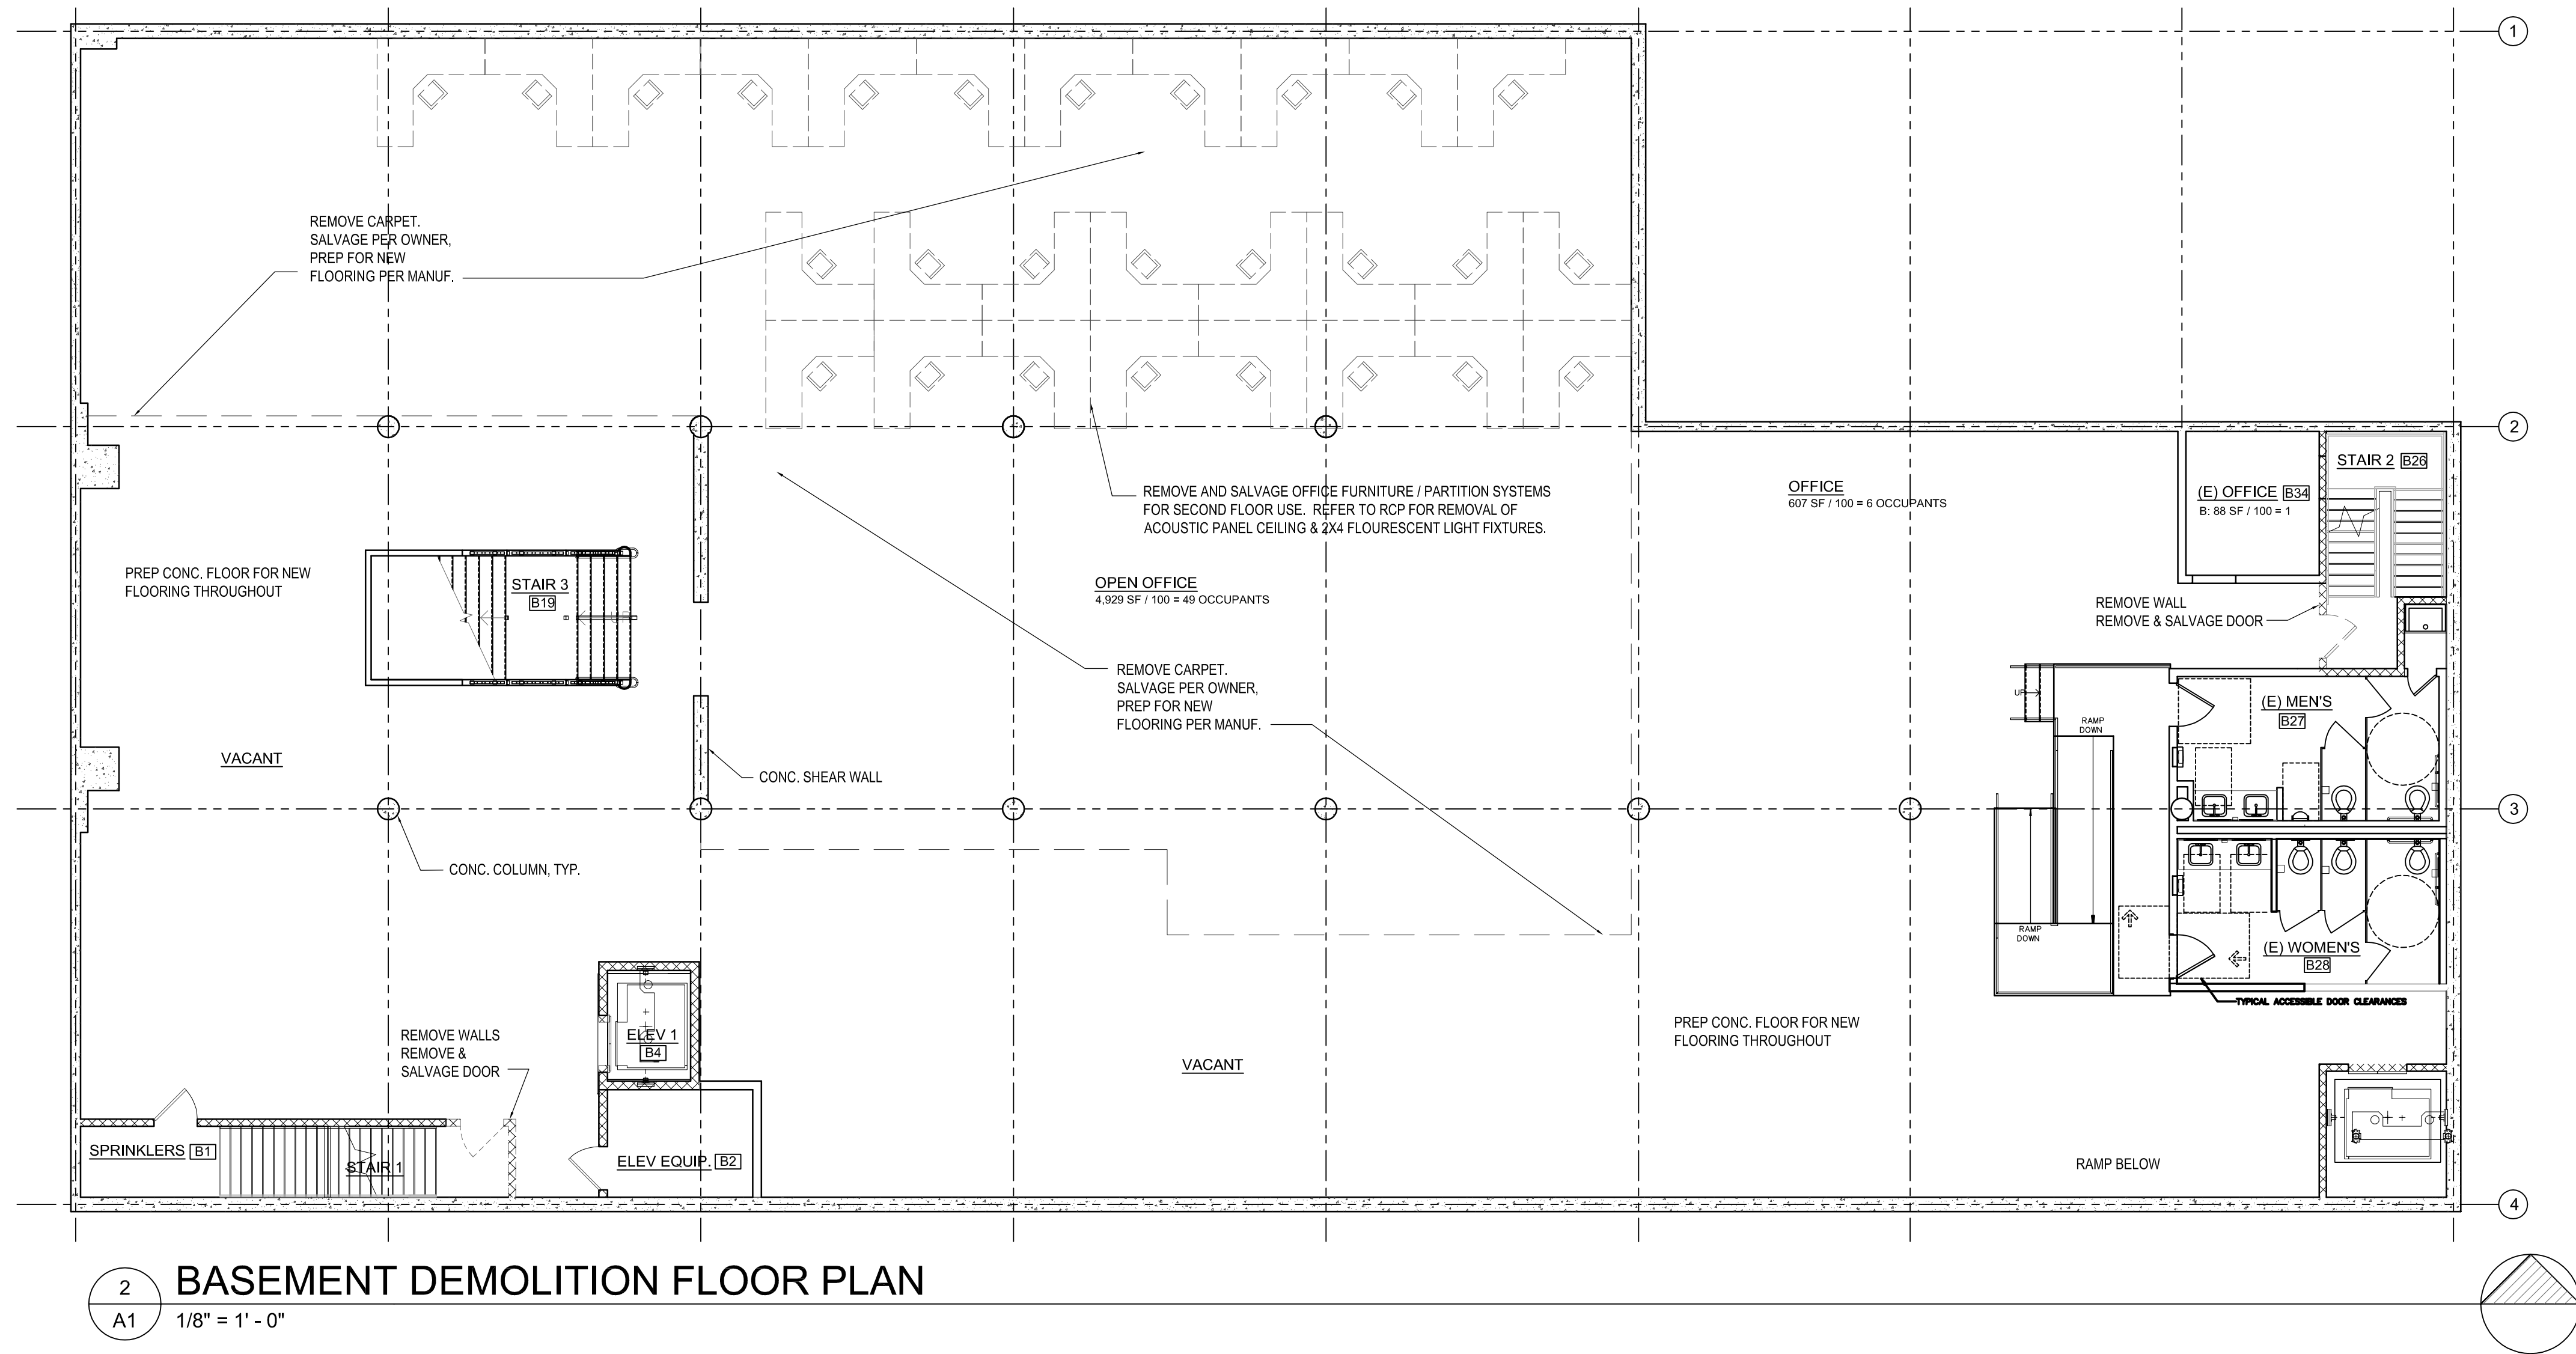 1
REMOVE CARPET.
SALVAGE PER OWNER,
PREP FOR NEW
FLOORING PER MANUF.
2
STAIR 2 B26
(E) OFFICE B34
B: 88 SF / 100 = 1
OFFICE
607 SF / 100 = 6 OCCUPANTS
REMOVE AND SALVAGE OFFICE FURNITURE / PARTITION SYSTEMS
FOR SECOND FLOOR USE. REFER TO RCP FOR REMOVAL OF
ACOUSTIC PANEL CEILING & 2X4 FLOURESCENT LIGHT FIXTURES.
PREP CONC. FLOOR FOR NEW
FLOORING THROUGHOUT
STAIR 3
B19
UP
OPEN OFFICE
4,929 SF / 100 = 49 OCCUPANTS
REMOVE WALL
REMOVE & SALVAGE DOOR
REMOVE CARPET.
SALVAGE PER OWNER,
PREP FOR NEW
FLOORING PER MANUF.
UP
RAMP
DOWN
(E) MEN'S
B27
VACANT
CONC. SHEAR WALL
3
CONC. COLUMN, TYP.
RAMP
DOWN
(E) WOMEN'S
B28
TYPICAL ACCESSIBLE DOOR CLEARANCES
REMOVE WALLS
REMOVE &
SALVAGE DOOR
ELEV 1
B4
VACANT
PREP CONC. FLOOR FOR NEW
FLOORING THROUGHOUT
SPRINKLERS B1
STAIR 1
ELEV EQUIP. B2
RAMP BELOW
4
2
A1
BASEMENT DEMOLITION FLOOR PLAN
1/8" = 1' - 0"